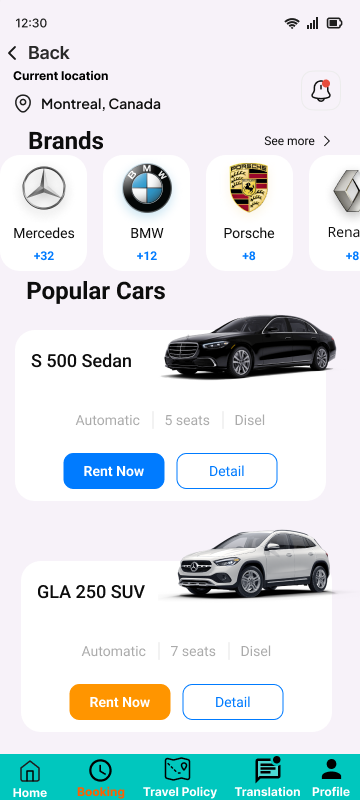 12:30
Back
Current location
Montreal, Canada
Brands
See more
PORSCHE
BMW
Mercedes
BMW
Porsche
Rena
+32
+12
+8
+8
Popular Cars
S 500 Sedan
Automatic
5 seats
Disel
Rent Now
Detail
GLA 250 SUV
Automatic
7 seats
Disel
Rent Now
Detail
Home
Booking
Travel Policy
Translation
Profile